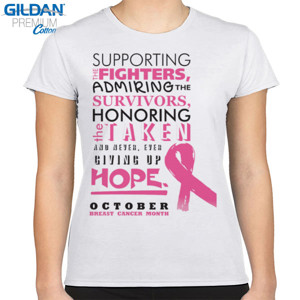 GILDAN
PREMIUM
Cotton
SUPPORTING
THE FIGHTERS,
ADMIRING THE
SURVIVORS,
HONORING
the TAKEN
AND NEVER, EVER
GIVING UP
HOPE.
OCTOBER
BREAST CANCER MONTH